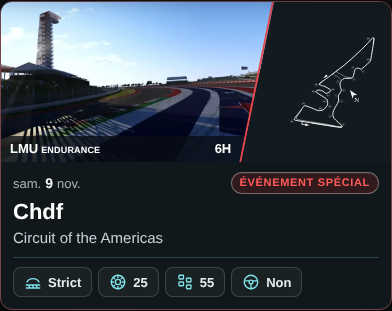 LMU ENDURANCE 6H
sam. 9 nov.
ÉVÉNEMENT SPÉCIAL
Chdf
Circuit of the Americas
Strict 25 55 Non